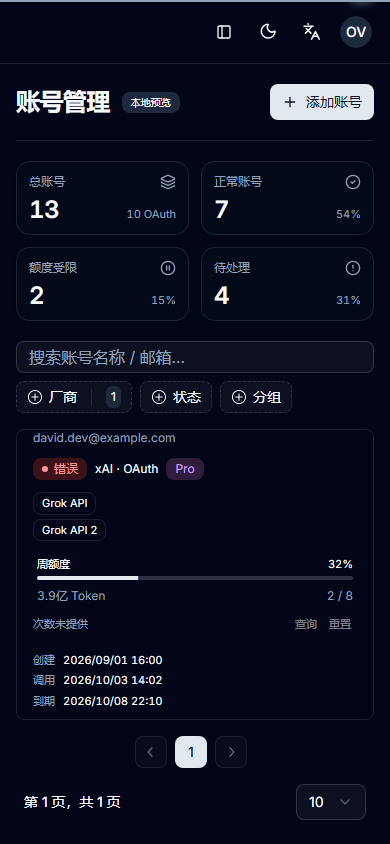 OV
账号管理 本地预览 添加账号
总账号
13 10 OAuth
正常账号
7 54%
额度受限
2 15%
待处理
4 31%
搜索账号名称 / 邮箱...
厂商 1 状态 分组
david.dev@example.com
错误 xAI · OAuth Pro
Grok API
Grok API 2
周额度 32%
3.9亿 Token 2 / 8
次数未提供 查询 重置
创建 2026/09/01 16:00
调用 2026/10/03 14:02
到期 2026/10/08 22:10
1
第 1 页，共 1 页 10